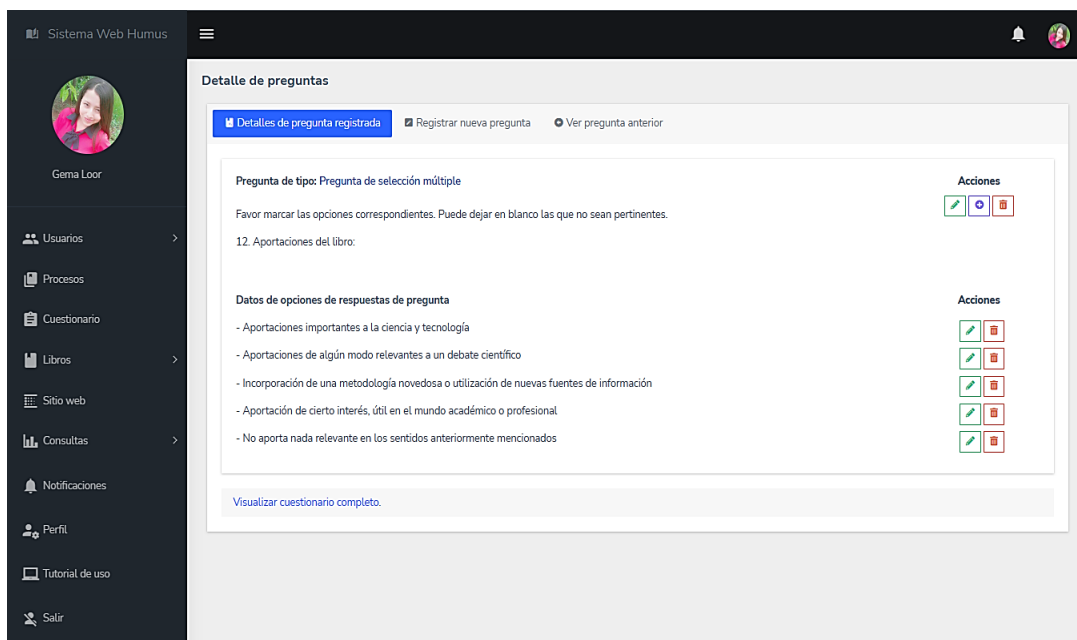 Sistema Web Humus
Gema Loor
Usuarios
Procesos
Cuestionario
Libros
Sitio web
Consultas
Notificaciones
Perfil
Tutorial de uso
Salir
Detalle de preguntas
Detalles de pregunta registrada Registrar nueva pregunta Ver pregunta anterior
Pregunta de tipo: Pregunta de selección múltiple Acciones
Favor marcar las opciones correspondientes. Puede dejar en blanco las que no sean pertinentes.
12. Aportaciones del libro:
Datos de opciones de respuestas de pregunta Acciones
- Aportaciones importantes a la ciencia y tecnología
- Aportaciones de algún modo relevantes a un debate científico
- Incorporación de una metodología novedosa o utilización de nuevas fuentes de información
- Aportación de cierto interés, útil en el mundo académico o profesional
- No aporta nada relevante en los sentidos anteriormente mencionados
Visualizar cuestionario completo.